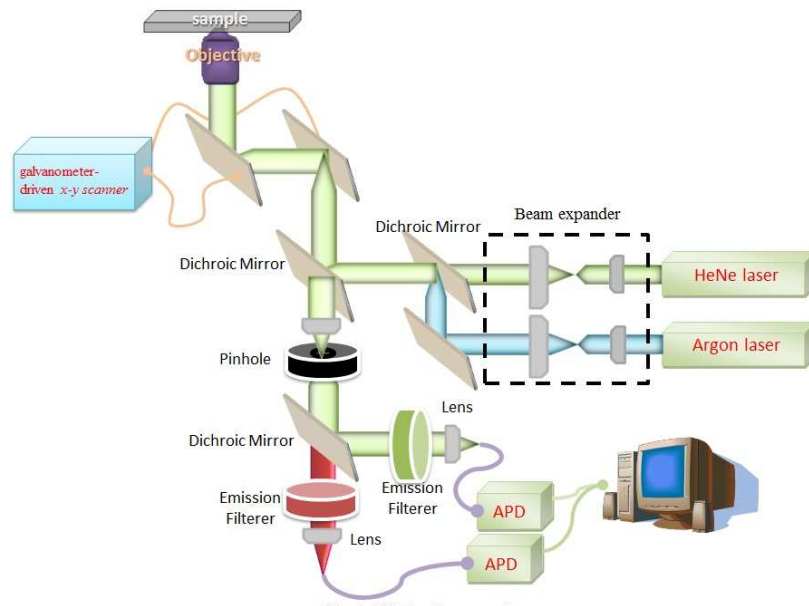 sample
Objective
galvanometer-
driven x-y scanner
Dichroic Mirror
Beam expander
Dichroic Mirror
HeNe laser
Argon laser
Pinhole
Lens
Dichroic Mirror
Emission
Filterer
Emission
Filterer
APD
Lens
APD